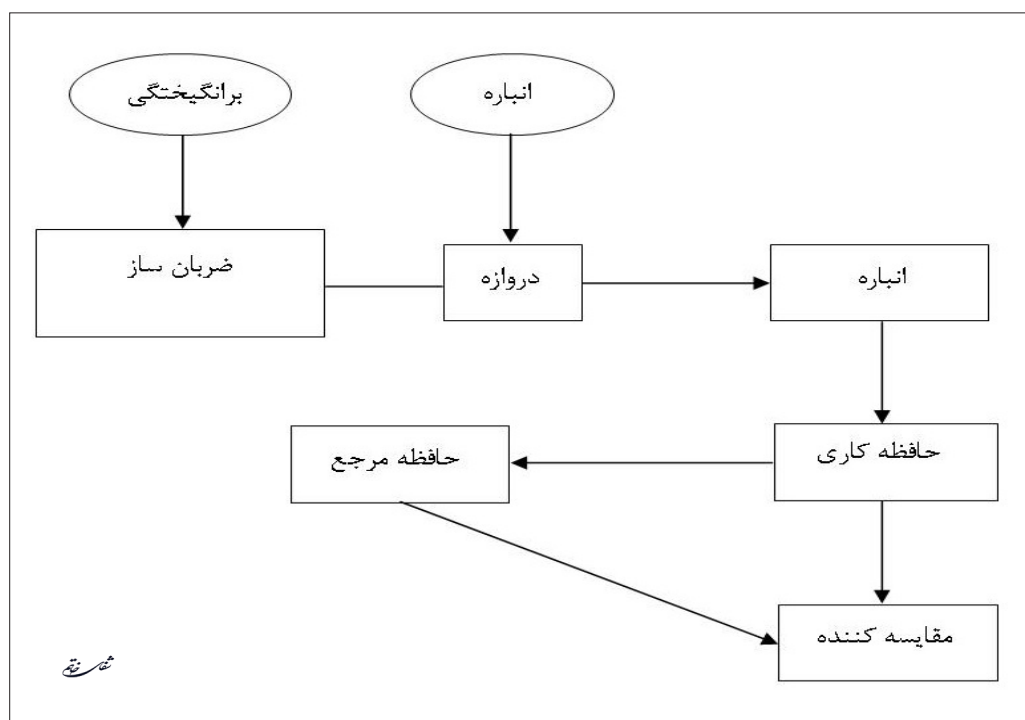 برانگیختگی
انباره
ضربان ساز
دروازه
انباره
حافظه کاری
حافظه مرجع
مقایسه کننده